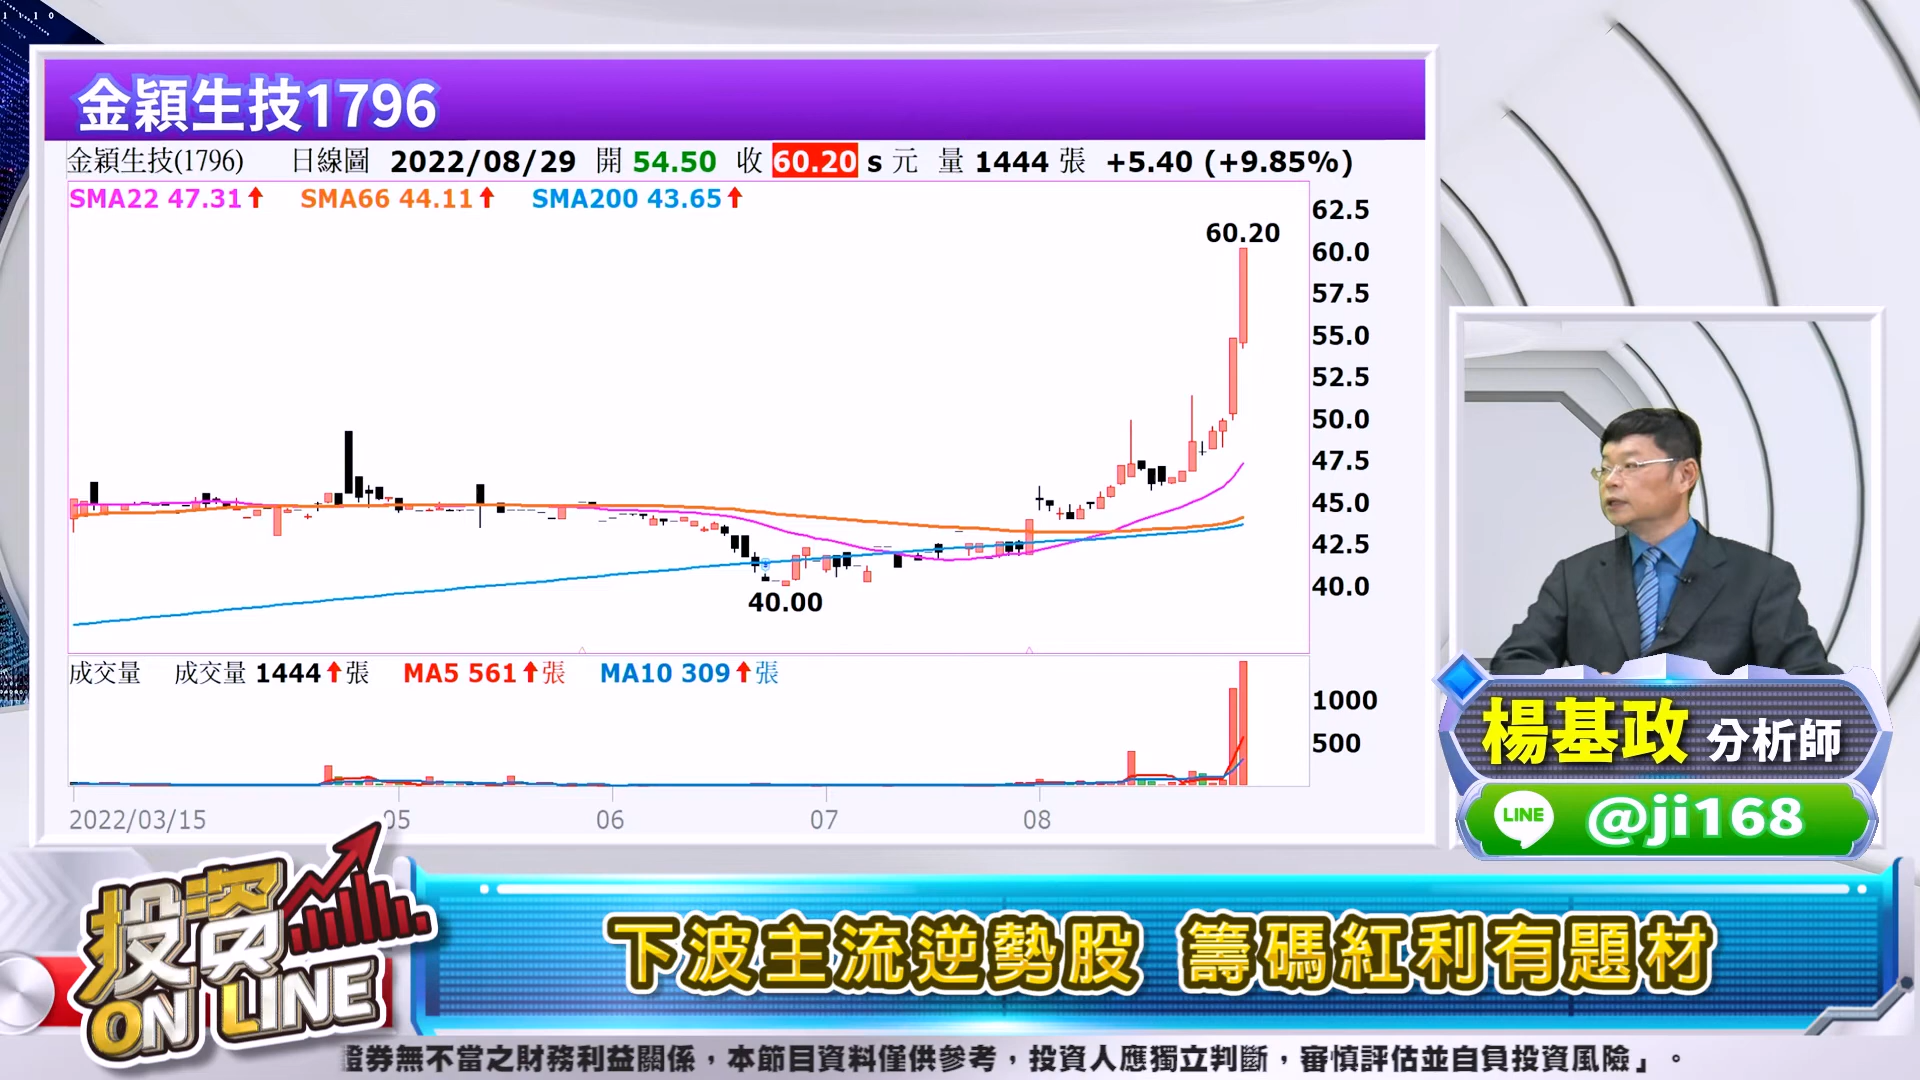 金穎生技1796
金穎生技(1796) 日線圖 2022/08/29 開 54.50 收 60.20 s 元 量 1444 張 +5.40 (+9.85%)
SMA22 47.31↑ SMA66 44.11↑ SMA200 43.65↑
62.5
60.20
60.0
57.5
55.0
52.5
50.0
47.5
45.0
42.5
40.0
40.00
成交量 成交量 1444↑張 MA5 561↑張 MA10 309↑張
1000
500
2022/03/15 05 06 07 08
楊基政 分析師
LINE @ji168
投資
ON LINE
下波主流逆勢股 籌碼紅利有題材
證券無不當之財務利益關係，本節目資料僅供參考，投資人應獨立判斷，審慎評估並自負投資風險」。